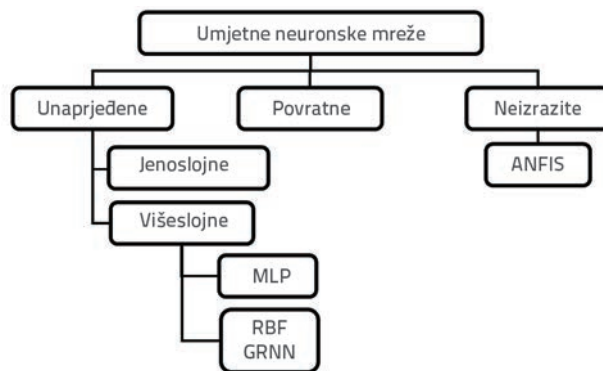 Umjetne neuronske mreže
Unaprjeđene
Povratne
Neizrazite
Jenoslojne
ANFIS
Višeslojne
MLP
RBF
GRNN